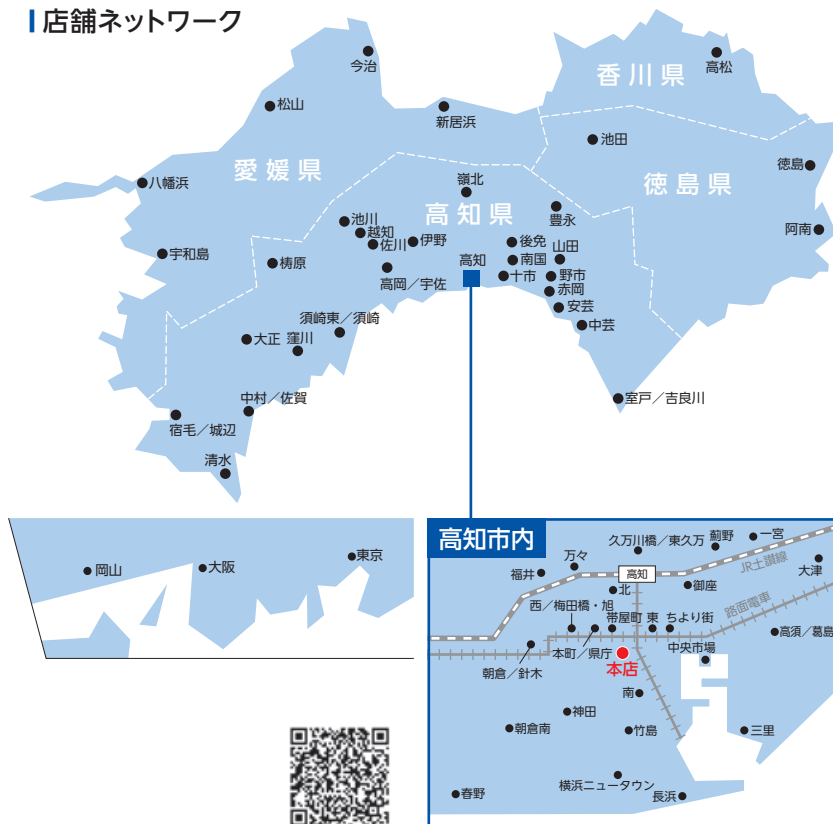 店舗ネットワーク
今治
高松
香川県
松山
新居浜
池田
愛媛県
徳島
八幡浜
嶺北
徳島県
高知県
豊永
池川
越知
阿南
佐川
伊野
後免
山田
宇和島
梼原
高知
南国
高岡／宇佐
十市
野市
赤岡
安芸
須崎東／須崎
中芸
大正
窪川
中村／佐賀
室戸／吉良川
宿毛／城辺
清水
岡山
大阪
東京
高知市内
久万川橋／東久万
薊野
一宮
万々
JR土讃線
福井
高知
大津
北
御座
西／梅田橋・旭
帯屋町
東
ちより街
路面電車
高須／葛島
本町／県庁
中央市場
朝倉／針木
本店
南
神田
朝倉南
竹島
三里
横浜ニュータウン
春野
長浜